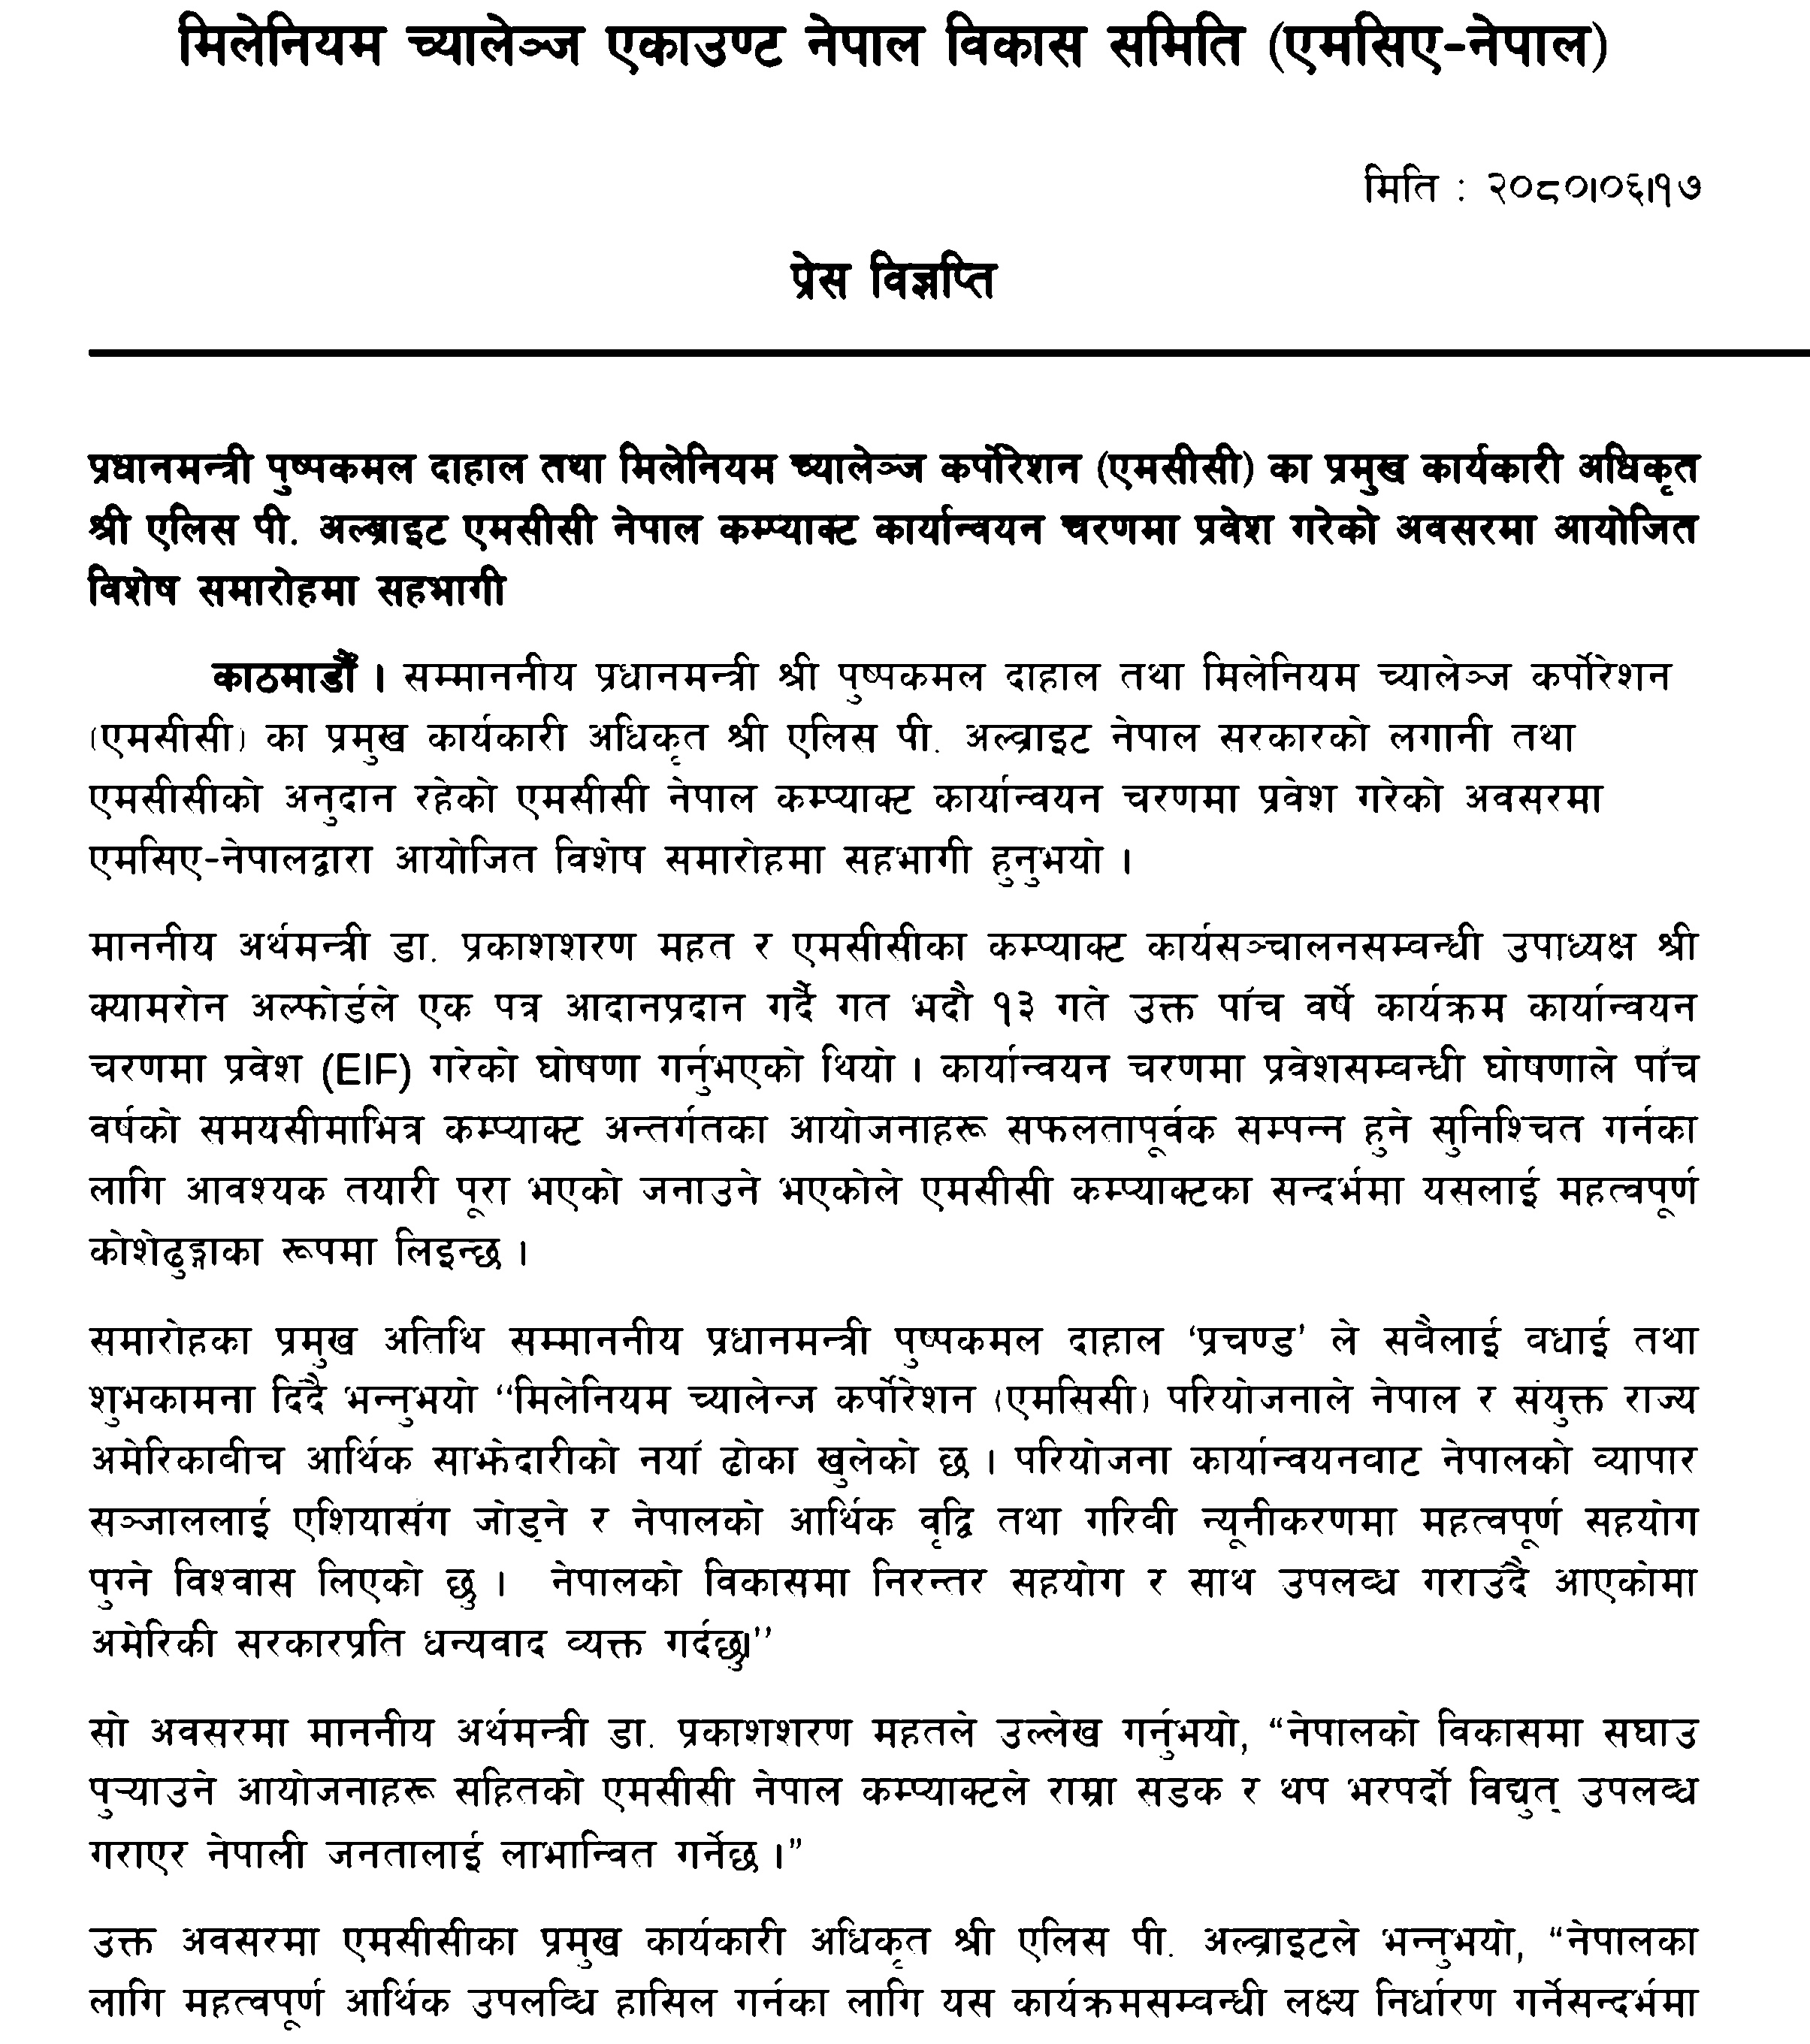 मिलेनियम च्यालेञ्ज एकाउण्ट नेपाल विकास समिति (एमसिए-नेपाल)
मिति : २०८०।०६।१७
प्रेस विज्ञप्ति
प्रधानमन्त्री पुष्पकमल दाहाल तथा मिलेनियम च्यालेञ्ज कर्पोरेशन (एमसीसी) का प्रमुख कार्यकारी अधिकृत
श्री एलिस पी. अल्ब्राइट एमसीसी नेपाल कम्प्याक्ट कार्यान्वयन चरणमा प्रवेश गरेको अवसरमा आयोजित
विशेष समारोहमा सहभागी
काठमाडौँ । सम्माननीय प्रधानमन्त्री श्री पुष्पकमल दाहाल तथा मिलेनियम च्यालेञ्ज कर्पोरेशन
(एमसीसी) का प्रमुख कार्यकारी अधिकृत श्री एलिस पी. अल्ब्राइट नेपाल सरकारको लगानी तथा
एमसीसीको अनुदान रहेको एमसीसी नेपाल कम्प्याक्ट कार्यान्वयन चरणमा प्रवेश गरेको अवसरमा
एमसिए-नेपालद्वारा आयोजित विशेष समारोहमा सहभागी हुनुभयो ।
माननीय अर्थमन्त्री डा. प्रकाशशरण महत र एमसीसीका कम्प्याक्ट कार्यसञ्चालनसम्वन्धी उपाध्यक्ष श्री
क्यामरोन अल्फोर्डले एक पत्र आदानप्रदान गर्दै गत भदौ १३ गते उक्त पाँच वर्षे कार्यक्रम कार्यान्वयन
चरणमा प्रवेश (EIF) गरेको घोषणा गर्नुभएको थियो । कार्यान्वयन चरणमा प्रवेशसम्वन्धी घोषणाले पाँच
वर्षको समयसीमाभित्र कम्प्याक्ट अन्तर्गतका आयोजनाहरू सफलतापूर्वक सम्पन्न हुने सुनिश्चित गर्नका
लागि आवश्यक तयारी पूरा भएको जनाउने भएकोले एमसीसी कम्प्याक्टका सन्दर्भमा यसलाई महत्वपूर्ण
कोशेढुङ्गाका रूपमा लिइन्छ ।
समारोहका प्रमुख अतिथि सम्माननीय प्रधानमन्त्री पुष्पकमल दाहाल ‘प्रचण्ड’ ले सवैलाई वधाई तथा
शुभकामना दिंदै भन्नुभयो ‘‘मिलेनियम च्यालेन्ज कर्पोरेशन (एमसिसी) परियोजनाले नेपाल र संयुक्त राज्य
अमेरिकावीच आर्थिक साझेदारीको नयाँ ढोका खुलेको छ । परियोजना कार्यान्वयनवाट नेपालको व्यापार
सञ्जाललाई एशियासँग जोड्ने र नेपालको आर्थिक वृद्वि तथा गरिवी न्यूनीकरणमा महत्वपूर्ण सहयोग
पुग्ने विश्वास लिएको छु । नेपालको विकासमा निरन्तर सहयोग र साथ उपलव्ध गराउँदै आएकोमा
अमेरिकी सरकारप्रति धन्यवाद व्यक्त गर्दछु।’’
सो अवसरमा माननीय अर्थमन्त्री डा. प्रकाशशरण महतले उल्लेख गर्नुभयो, “नेपालको विकासमा सघाउ
पुऱ्याउने आयोजनाहरू सहितको एमसीसी नेपाल कम्प्याक्टले राम्रा सडक र थप भरपर्दो विद्युत् उपलव्ध
गराएर नेपाली जनतालाई लाभान्वित गर्नेछ ।”
उक्त अवसरमा एमसीसीका प्रमुख कार्यकारी अधिकृत श्री एलिस पी. अल्व्राइटले भन्नुभयो, “नेपालका
लागि महत्वपूर्ण आर्थिक उपलव्धि हासिल गर्नका लागि यस कार्यक्रमसम्वन्धी लक्ष्य निर्धारण गर्नेसन्दर्भमा